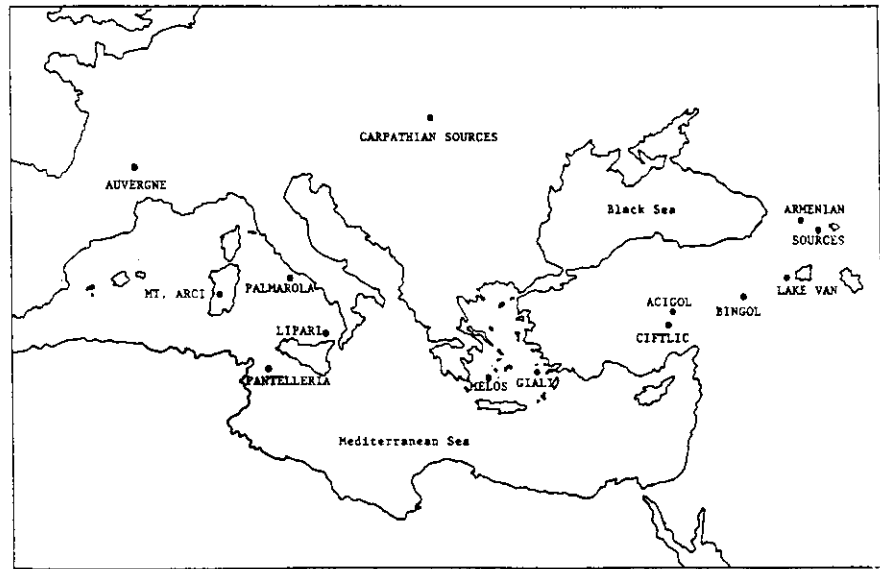 CARPATHIAN SOURCES
AUVERGNE
Black Sea
ARMENIAN
SOURCES
MT. ARCI
PALMAROLA
LAKE VAN
ACIGOL
BINGOL
LIPARI
CIFTLIC
PANTELLERIA
MELOS
GIALI
Mediterranean Sea